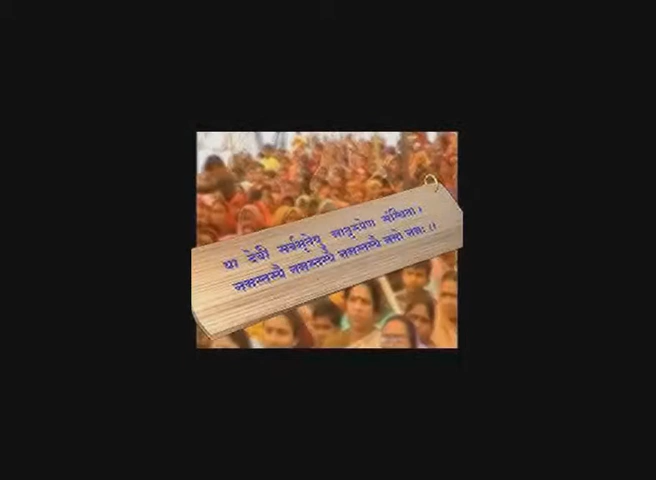 या देवी सर्वभूतेषु मातृरूपेण संस्थिता।
नमस्तस्यै नमस्तस्यै नमस्तस्यै नमो नमः।।